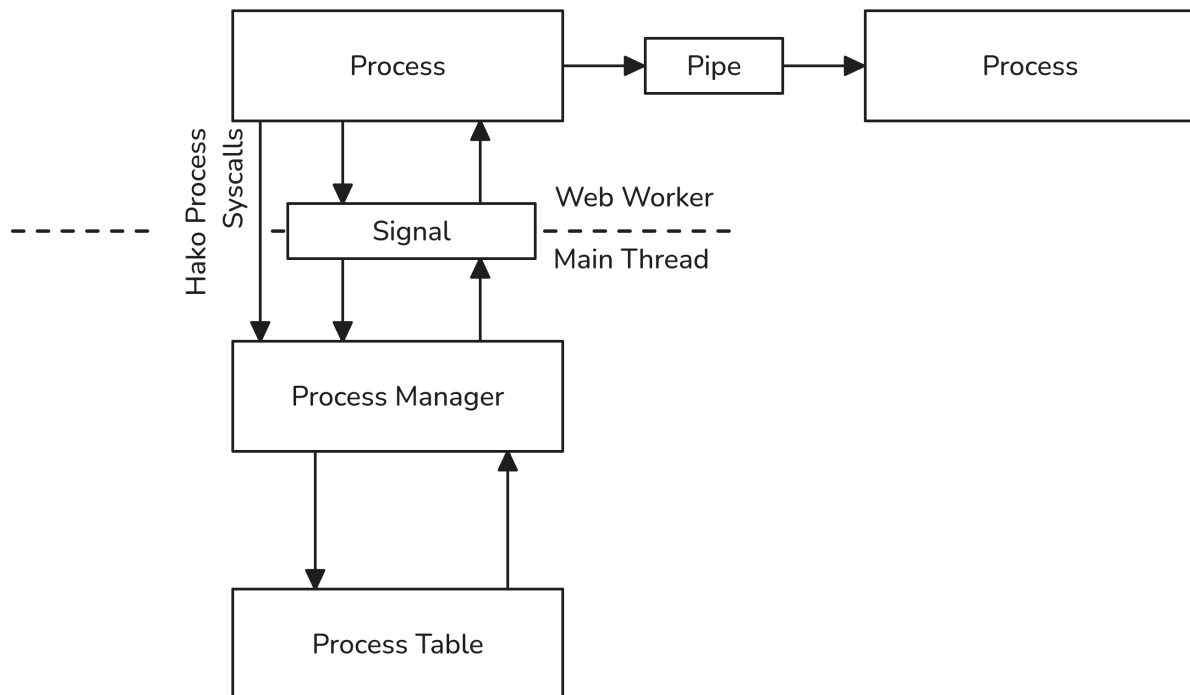 Process
Pipe
Process
Hako Process
Syscalls
Web Worker
Signal
Main Thread
Process Manager
Process Table